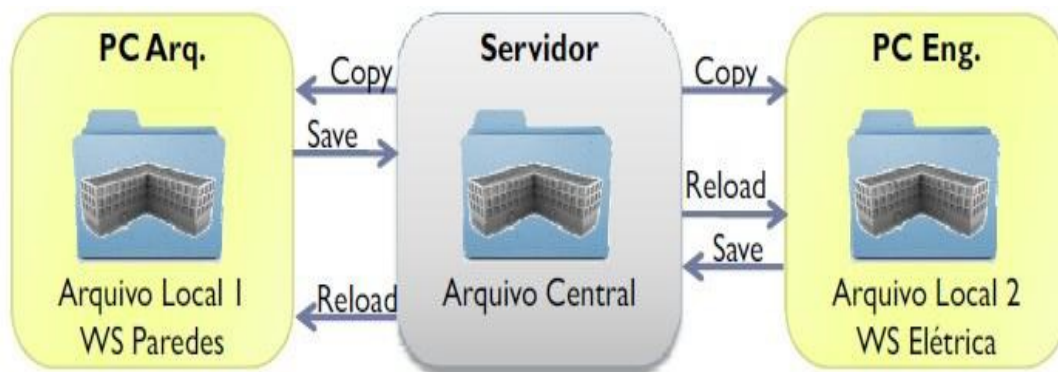 PC Arq.
Servidor
PC Eng.
Copy
Copy
Save
Reload
Save
Reload
Arquivo Local 1
WS Paredes
Arquivo Central
Arquivo Local 2
WS Elétrica